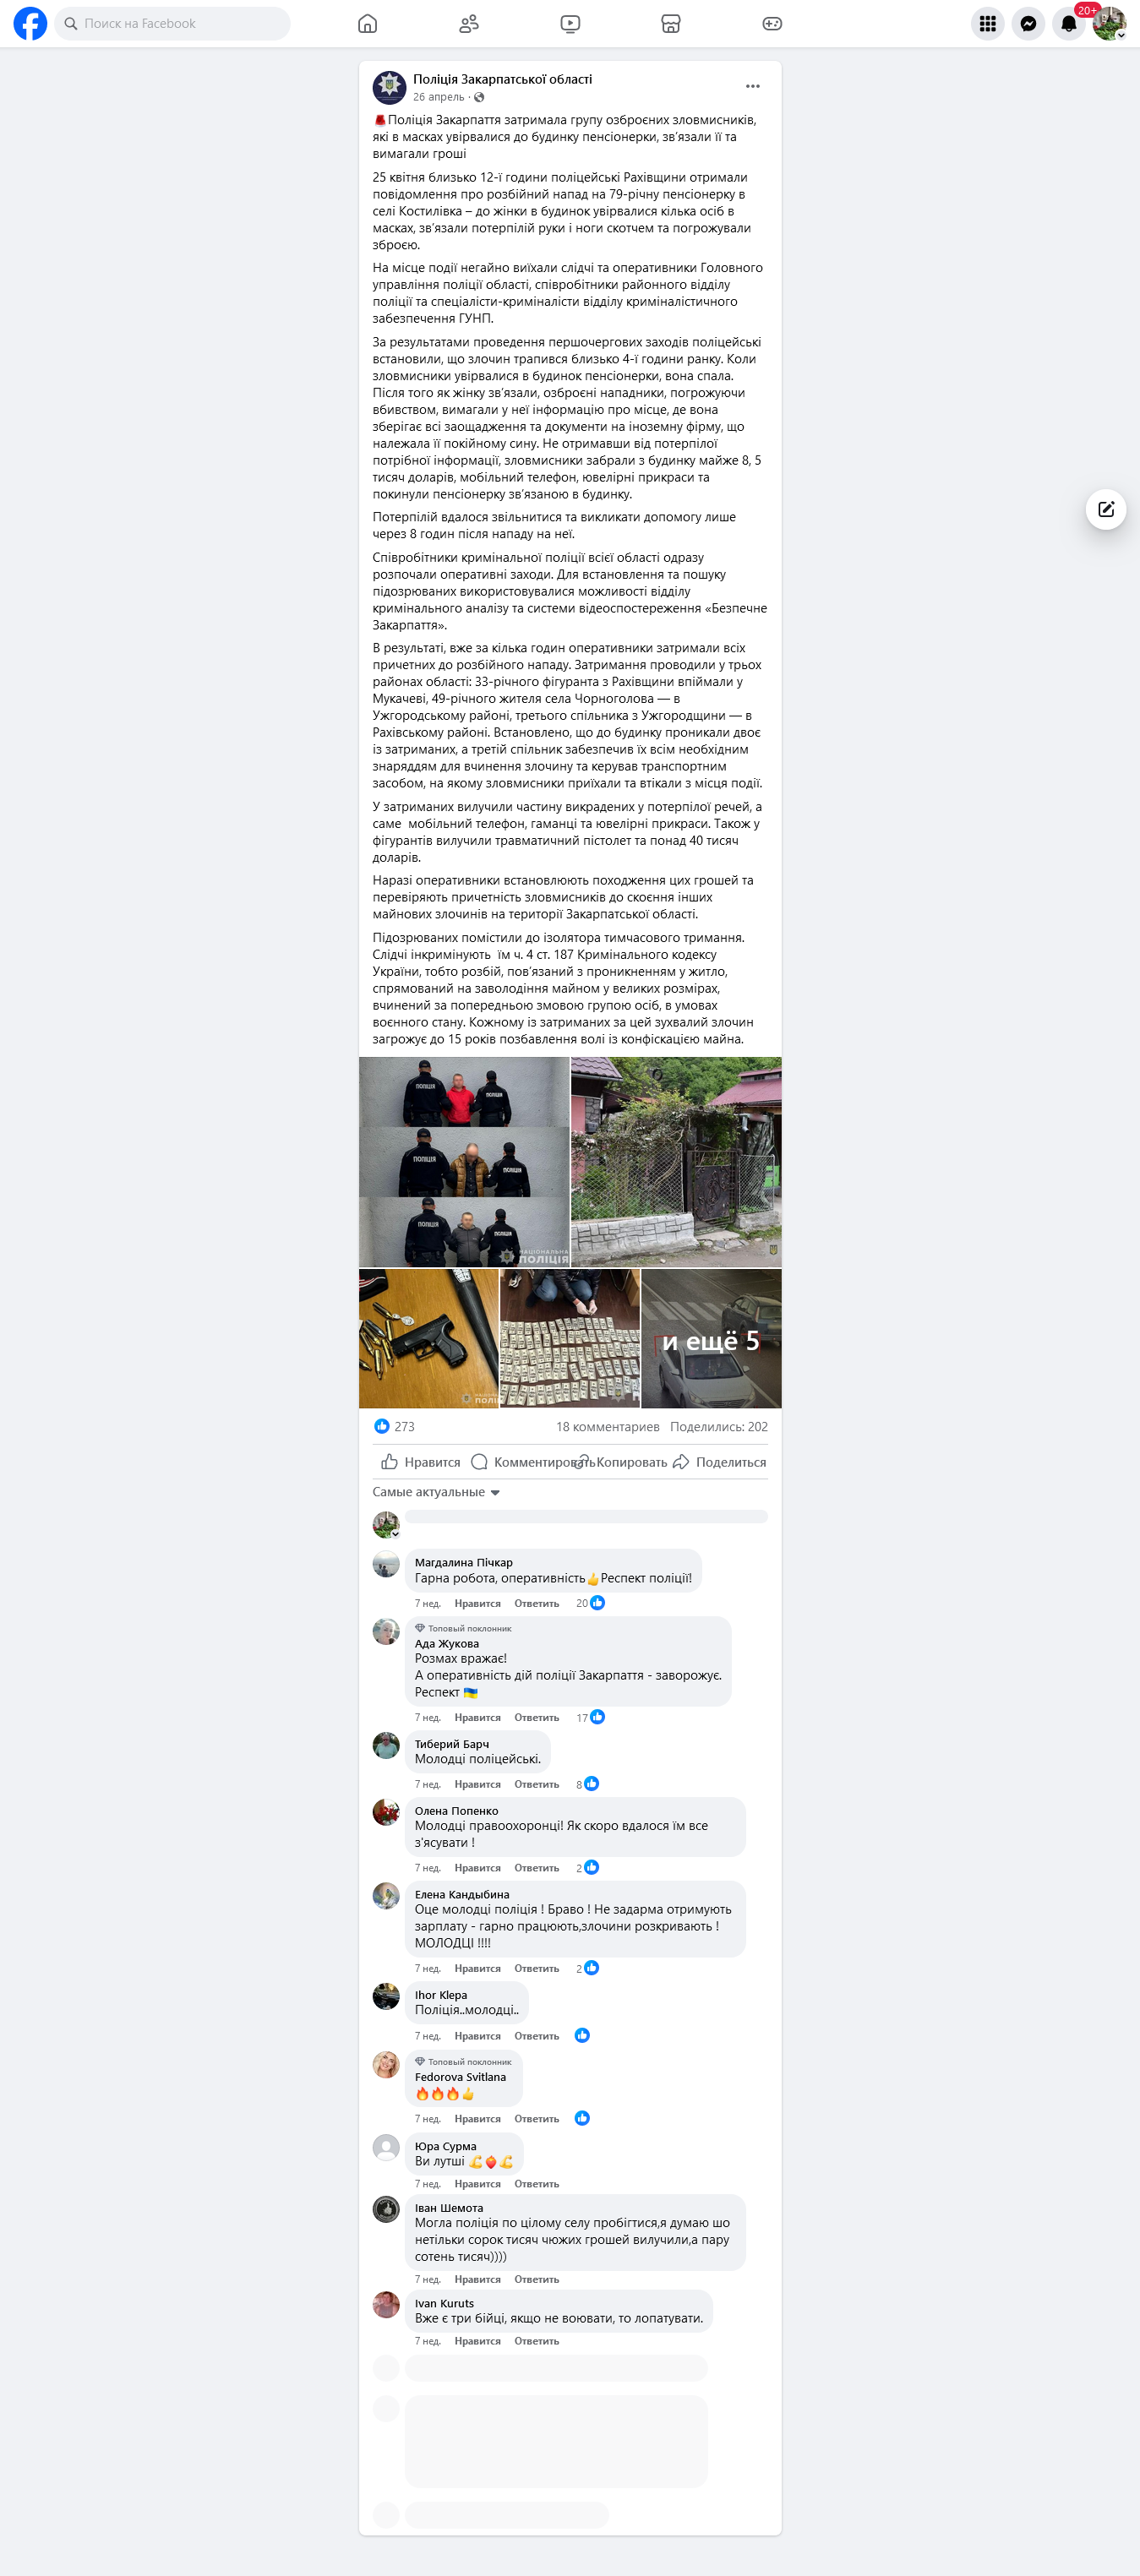 Поиск на Facebook
20+
Поліція Закарпатської області
26 апрель ·
Поліція Закарпаття затримала групу озброєних зловмисників,
які в масках увірвалися до будинку пенсіонерки, зв’язали її та
вимагали гроші
25 квітня близько 12-ї години поліцейські Рахівщини отримали
повідомлення про розбійний напад на 79-річну пенсіонерку в
селі Костилівка – до жінки в будинок увірвалися кілька осіб в
масках, зв’язали потерпілій руки і ноги скотчем та погрожували
зброєю.
На місце події негайно виїхали слідчі та оперативники Головного
управління поліції області, співробітники районного відділу
поліції та спеціалісти-криміналісти відділу криміналістичного
забезпечення ГУНП.
За результатами проведення першочергових заходів поліцейські
встановили, що злочин трапився близько 4-ї години ранку. Коли
зловмисники увірвалися в будинок пенсіонерки, вона спала.
Після того як жінку зв’язали, озброєні нападники, погрожуючи
вбивством, вимагали у неї інформацію про місце, де вона
зберігає всі заощадження та документи на іноземну фірму, що
належала її покійному сину. Не отримавши від потерпілої
потрібної інформації, зловмисники забрали з будинку майже 8, 5
тисяч доларів, мобільний телефон, ювелірні прикраси та
покинули пенсіонерку зв’язаною в будинку.
Потерпілій вдалося звільнитися та викликати допомогу лише
через 8 годин після нападу на неї.
Співробітники кримінальної поліції всієї області одразу
розпочали оперативні заходи. Для встановлення та пошуку
підозрюваних використовувалися можливості відділу
кримінального аналізу та системи відеоспостереження «Безпечне
Закарпаття».
В результаті, вже за кілька годин оперативники затримали всіх
причетних до розбійного нападу. Затримання проводили у трьох
районах області: 33-річного фігуранта з Рахівщини впіймали у
Мукачеві, 49-річного жителя села Чорноголова — в
Ужгородському районі, третього спільника з Ужгородщини — в
Рахівському районі. Встановлено, що до будинку проникали двоє
із затриманих, а третій спільник забезпечив їх всім необхідним
знаряддям для вчинення злочину та керував транспортним
засобом, на якому зловмисники приїхали та втікали з місця події.
У затриманих вилучили частину викрадених у потерпілої речей, а
саме  мобільний телефон, гаманці та ювелірні прикраси. Також у
фігурантів вилучили травматичний пістолет та понад 40 тисяч
доларів.
Наразі оперативники встановлюють походження цих грошей та
перевіряють причетність зловмисників до скоєння інших
майнових злочинів на території Закарпатської області.
Підозрюваних помістили до ізолятора тимчасового тримання.
Слідчі інкримінують  їм ч. 4 ст. 187 Кримінального кодексу
України, тобто розбій, пов’язаний з проникненням у житло,
спрямований на заволодіння майном у великих розмірах,
вчинений за попередньою змовою групою осіб, в умовах
воєнного стану. Кожному із затриманих за цей зухвалий злочин
загрожує до 15 років позбавлення волі із конфіскацією майна.
ПОЛІЦІЯ ПОЛІЦІЯ
ПОЛІЦІЯ ПОЛІЦІЯ
ПОЛІЦІЯ ПОЛІЦІЯ
НАЦІОНАЛЬНА
ПОЛІЦІЯ
и ещё 5
273 18 комментариев Поделились: 202
Нравится Комментировать Копировать Поделиться
Самые актуальные
Магдалина Пічкар
Гарна робота, оперативність👍Респект поліції!
7 нед. Нравится Ответить 20
Топовый поклонник
Ада Жукова
Розмах вражає!
А оперативність дій поліції Закарпаття - заворожує.
Респект 🇺🇦
7 нед. Нравится Ответить 17
Тиберий Барч
Молодці поліцейські.
7 нед. Нравится Ответить 8
Олена Попенко
Молодці правоохоронці! Як скоро вдалося їм все
з'ясувати !
7 нед. Нравится Ответить 2
Елена Кандыбина
Оце молодці поліція ! Браво ! Не задарма отримують
зарплату - гарно працюють,злочини розкривають !
МОЛОДЦІ !!!!
7 нед. Нравится Ответить 2
Ihor Klepa
Поліція..молодці..
7 нед. Нравится Ответить
Топовый поклонник
Fedorova Svitlana
🔥🔥🔥👍
7 нед. Нравится Ответить
Юра Сурма
Ви лутші
7 нед. Нравится Ответить
Іван Шемота
Могла поліція по цілому селу пробігтися,я думаю шо
нетільки сорок тисяч чюжих грошей вилучили,а пару
сотень тисяч))))
7 нед. Нравится Ответить
Ivan Kuruts
Вже є три бійці, якщо не воювати, то лопатувати.
7 нед. Нравится Ответить